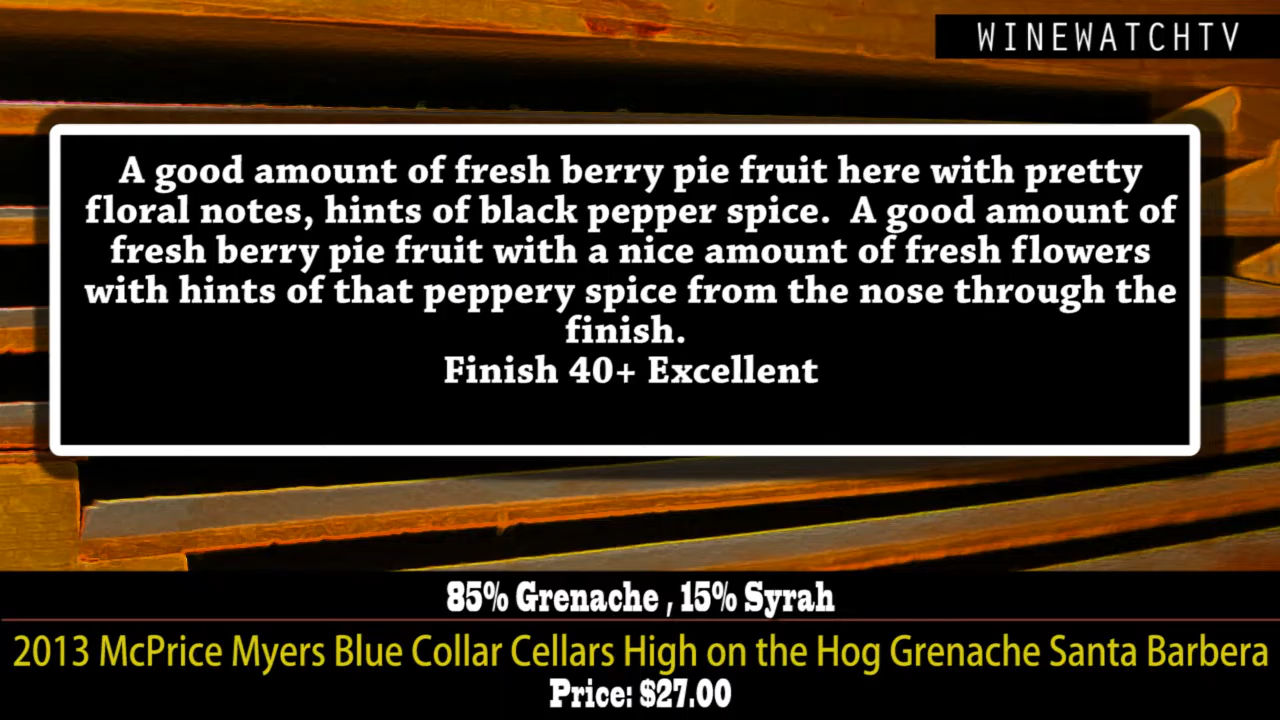 WINEWATCHTV
A good amount of fresh berry pie fruit here with pretty
floral notes, hints of black pepper spice.  A good amount of
fresh berry pie fruit with a nice amount of fresh flowers
with hints of that peppery spice from the nose through the
finish.
Finish 40+ Excellent
85% Grenache , 15% Syrah
2013 McPrice Myers Blue Collar Cellars High on the Hog Grenache Santa Barbera
Price: $27.00